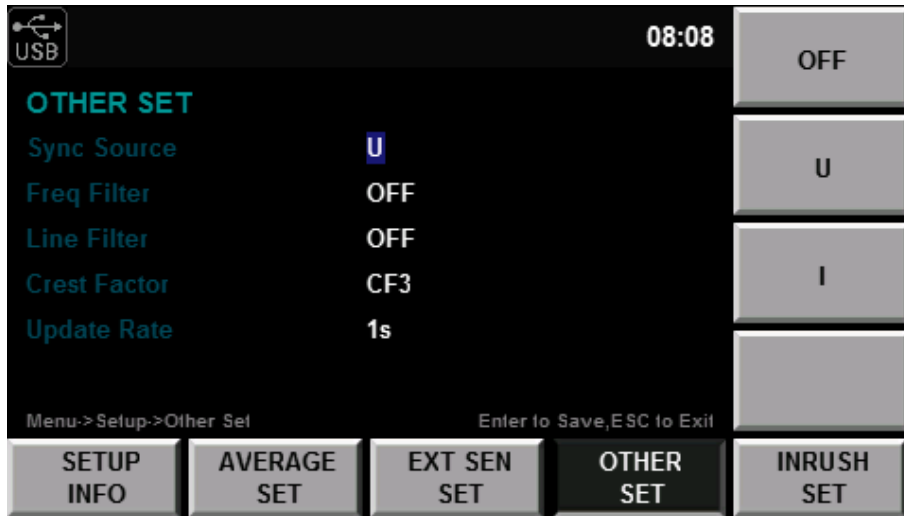 USB
08:08
OTHER SET
Sync Source U
Freq Filter OFF
Line Filter OFF
Crest Factor CF3
Update Rate 1s
Menu->Setup->Other Set Enter to Save,ESC to Exit
OFF
U
I
SETUP INFO
AVERAGE SET
EXT SEN SET
OTHER SET
INRUSH SET